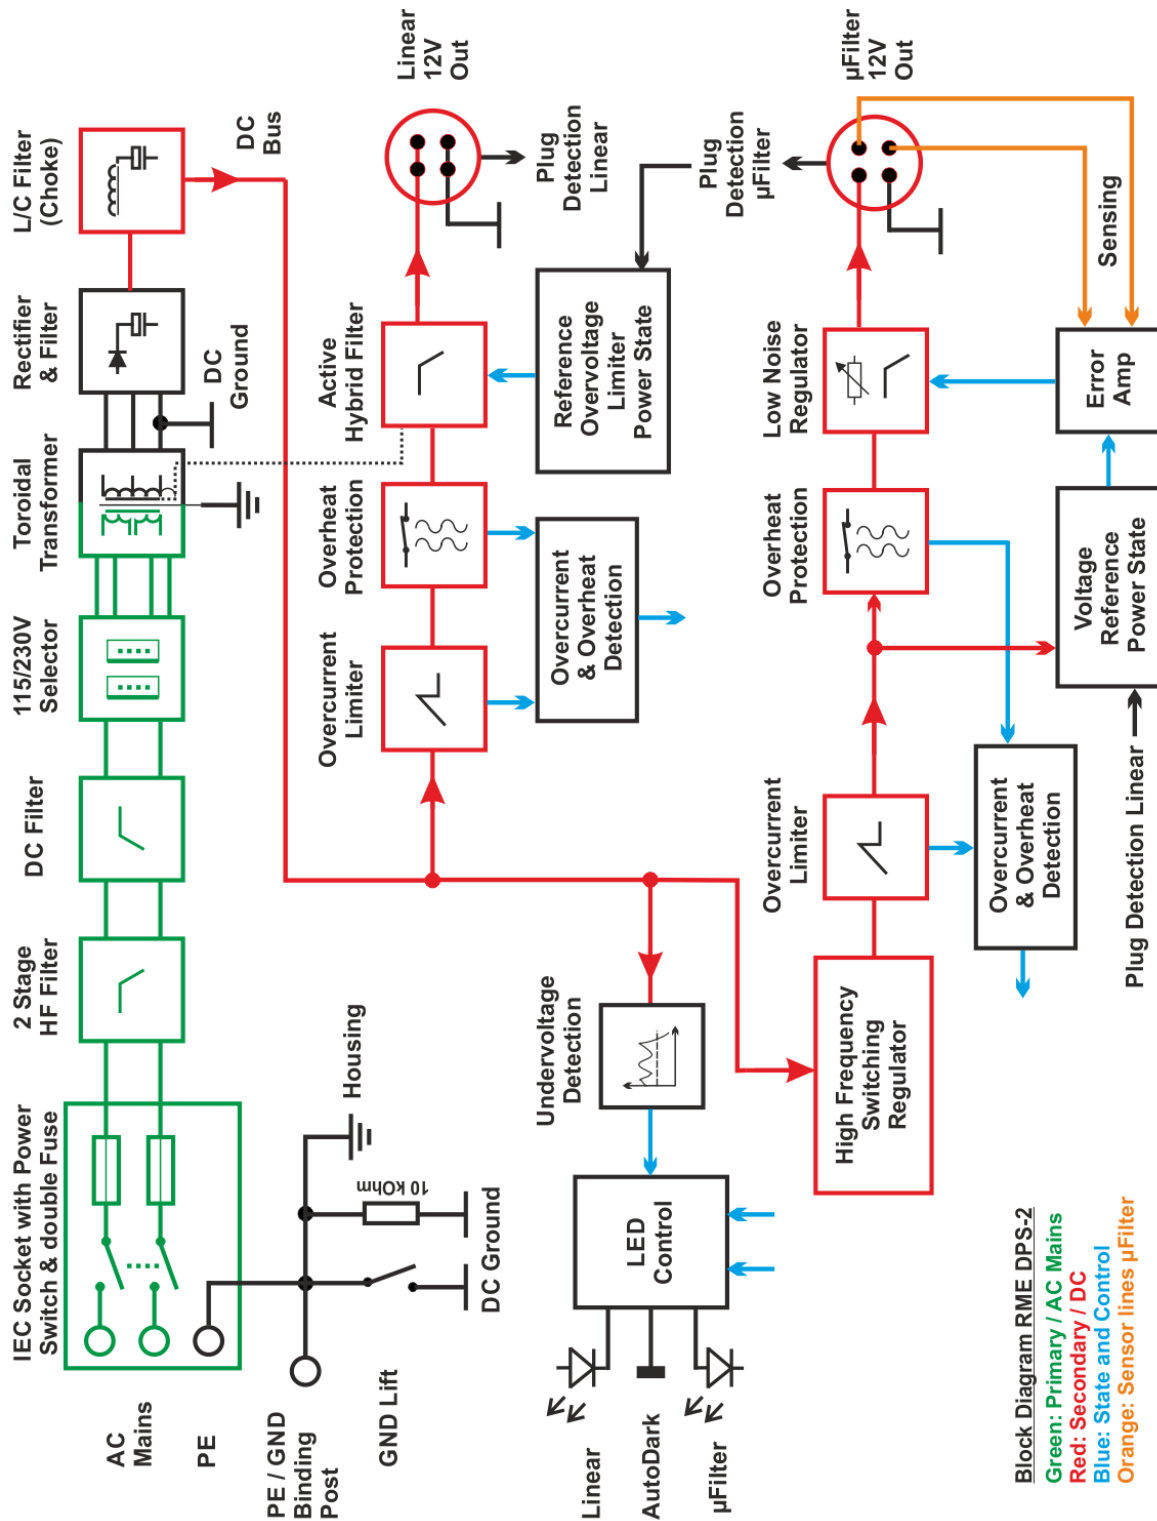 IEC Socket with Power
Switch & double Fuse
2 Stage
HF Filter
DC Filter
115/230V
Selector
Toroidal
Transformer
Rectifier
& Filter
L/C Filter
(Choke)
AC
Mains
PE
PE / GND
Binding
Post
GND Lift
Housing
10 kOhm
DC Ground
DC
Ground
DC
Bus
Overcurrent
Limiter
Overheat
Protection
Active
Hybrid Filter
Linear
12V
Out
Overcurrent
& Overheat
Detection
Reference
Overvoltage
Limiter
Power State
Plug
Detection
Linear
Plug
Detection
µFilter
Undervoltage
Detection
LED
Control
Linear
AutoDark
µFilter
High Frequency
Switching
Regulator
Overcurrent
Limiter
Overheat
Protection
Low Noise
Regulator
µFilter
12V
Out
Overcurrent
& Overheat
Detection
Voltage
Reference
Power State
Error
Amp
Sensing
Plug Detection Linear
Block Diagram RME DPS-2
Green: Primary / AC Mains
Red: Secondary / DC
Blue: State and Control
Orange: Sensor lines µFilter